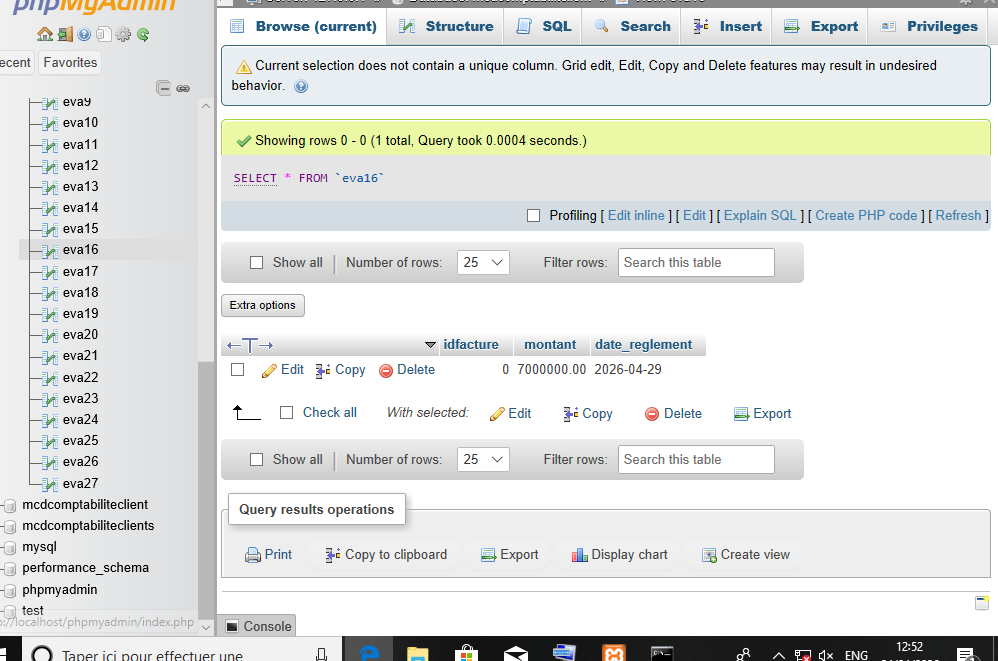 phpMyAdmin
ecent Favorites
eva9
eva10
eva11
eva12
eva13
eva14
eva15
eva16
eva17
eva18
eva19
eva20
eva21
eva22
eva23
eva24
eva25
eva26
eva27
mcdcomptabiliteclient
mcdcomptabiliteclients
mysql
performance_schema
phpmyadmin
test
://localhost/phpmyadmin/index.php
Browse (current) Structure SQL Search Insert Export Privileges
Current selection does not contain a unique column. Grid edit, Edit, Copy and Delete features may result in undesired
behavior.
Showing rows 0 - 0 (1 total, Query took 0.0004 seconds.)
SELECT * FROM `eva16`
Profiling [ Edit inline ] [ Edit ] [ Explain SQL ] [ Create PHP code ] [ Refresh ]
Show all Number of rows: 25 Filter rows: Search this table
Extra options
←T→ idfacture montant date_reglement
Edit Copy Delete 0 7000000.00 2026-04-29
Check all With selected: Edit Copy Delete Export
Show all Number of rows: 25 Filter rows: Search this table
Query results operations
Print Copy to clipboard Export Display chart Create view
Console
Taper ici pour effectuer une
ENG 12:52